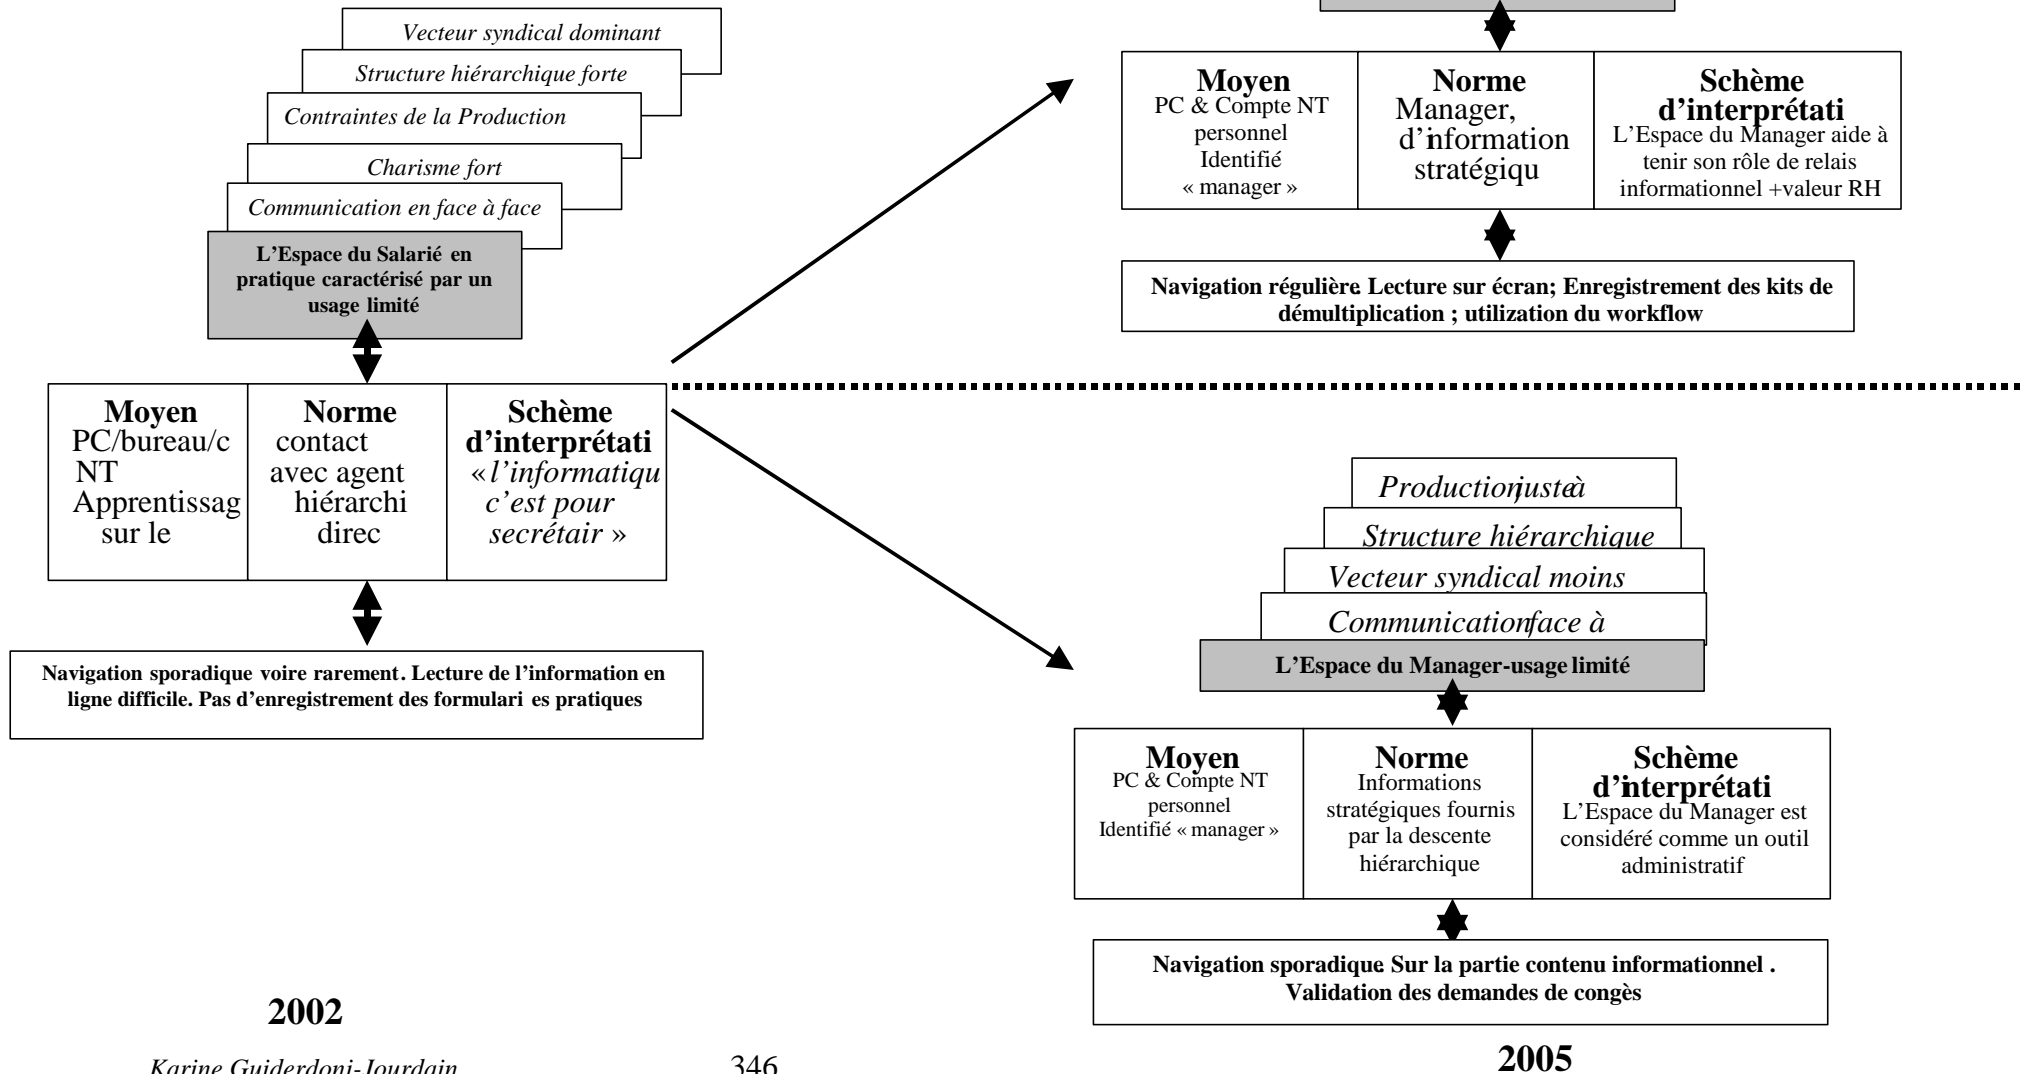 Vecteur syndical dominant
Structure hiérarchique forte
Contraintes de la Production
Charisme fort
Communication en face à face
L'Espace du Salarié en
pratique caractérisé par un
usage limité
Moyen
PC/bureau/c
NT
Apprentissag
sur le
Norme
contact
avec agent
hiérarchi
direc
Schème
d'interprétati
«l'informatiqu
c'est pour
secrétair »
Navigation sporadique voire rarement. Lecture de l'information en
ligne difficile. Pas d'enregistrement des formulari es pratiques
2002
Karine Guiderdoni-Jourdain
346
Moyen
PC & Compte NT
personnel
Identifié
« manager »
Norme
Manager,
d'information
stratégiqu
Schème
d'interprétati
L'Espace du Manager aide à
tenir son rôle de relais
informationnel +valeur RH
Navigation régulière. Lecture sur écran; Enregistrement des kits de
démultiplication ; utilization du workflow
Production juste à
Structure hiérarchique
Vecteur syndical moins
Communication face à
L'Espace du Manager-usage limité
Moyen
PC & Compte NT
personnel
Identifié « manager »
Norme
Informations
stratégiques fournis
par la descente
hiérarchique
Schème
d'interprétati
L'Espace du Manager est
considéré comme un outil
administratif
Navigation sporadique. Sur la partie contenu informationnel .
Validation des demandes de congès
2005